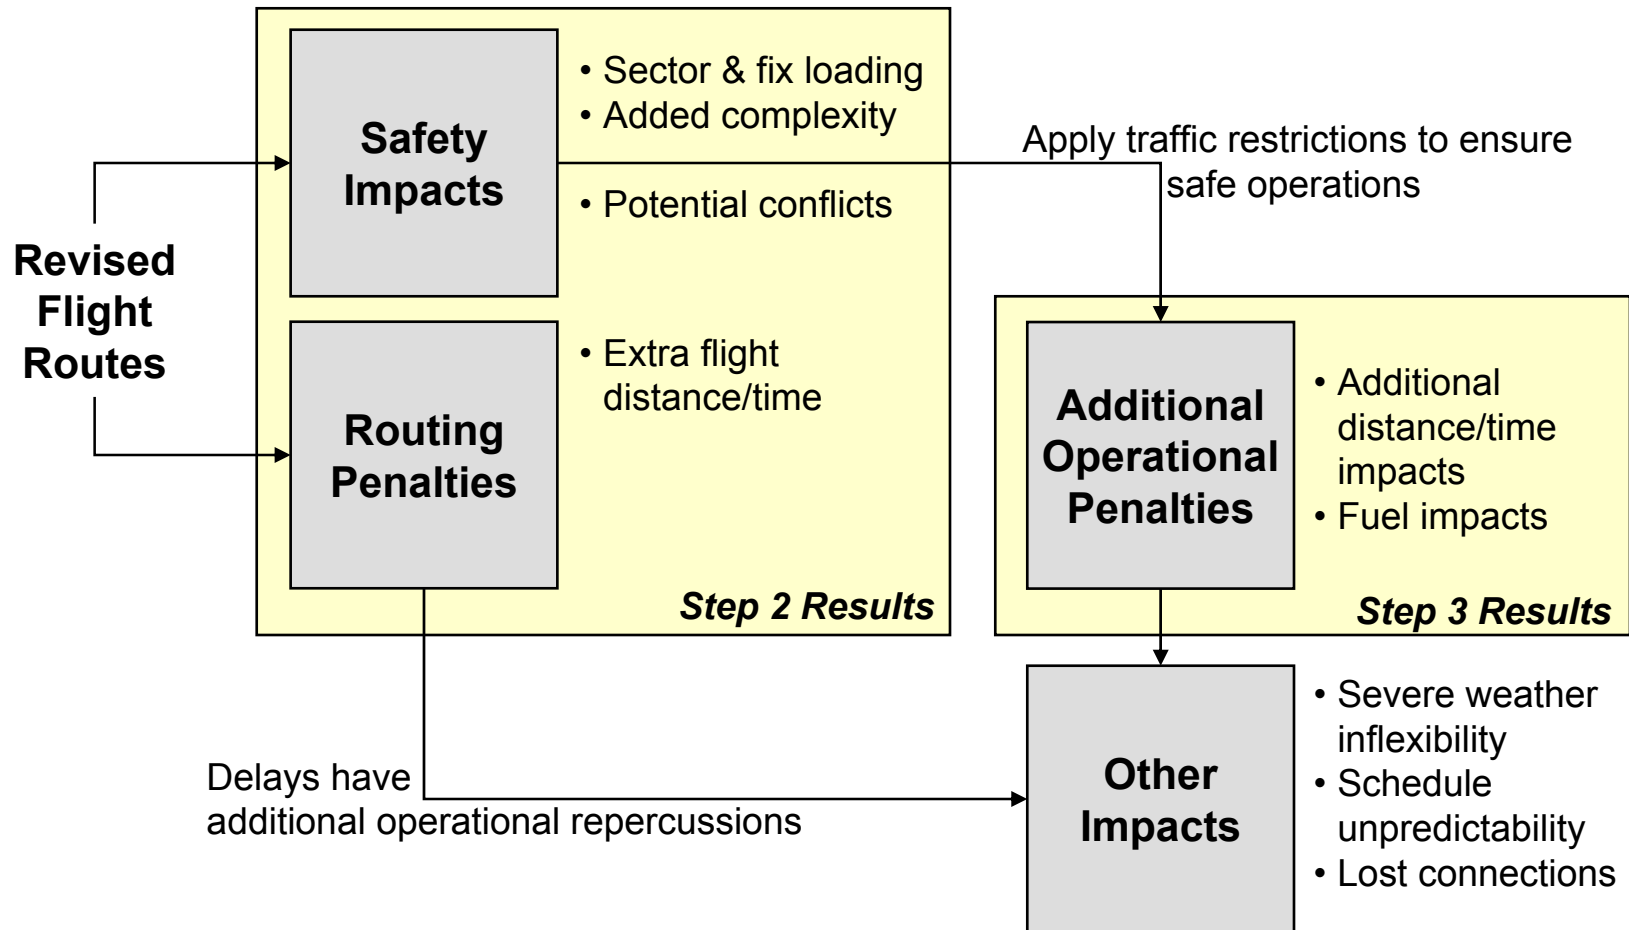 Revised
Flight
Routes
Safety
Impacts
• Sector & fix loading
• Added complexity
• Potential conflicts
Routing
Penalties
• Extra flight
distance/time
Step 2 Results
Apply traffic restrictions to ensure
safe operations
Additional
Operational
Penalties
• Additional
distance/time
impacts
• Fuel impacts
Step 3 Results
Delays have
additional operational repercussions
Other
Impacts
• Severe weather
inflexibility
• Schedule
unpredictability
• Lost connections